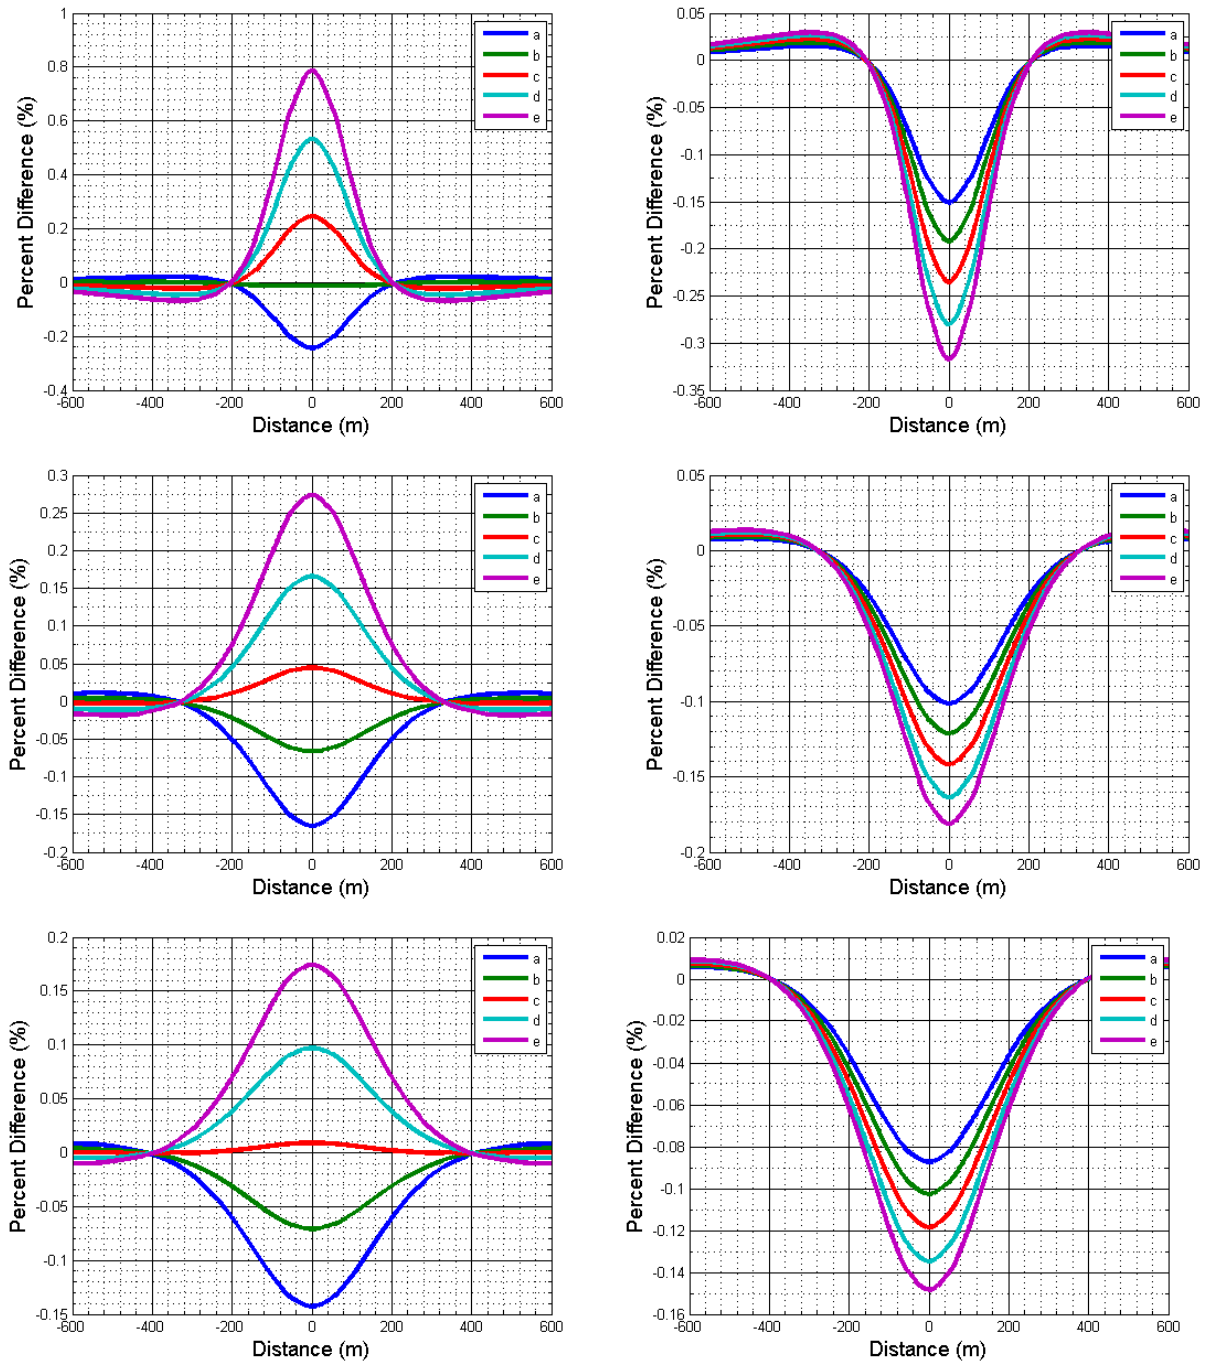 1
0.8
0.6
0.4
0.2
0
-0.2
-0.4
-600 -400 -200 0 200 400 600
Percent Difference (%)
Distance (m)
a
b
c
d
e
0.05
0
-0.05
-0.1
-0.15
-0.2
-0.25
-0.3
-0.35
-600 -400 -200 0 200 400 600
Percent Difference (%)
Distance (m)
a
b
c
d
e
0.3
0.25
0.2
0.15
0.1
0.05
0
-0.05
-0.1
-0.15
-0.2
-600 -400 -200 0 200 400 600
Percent Difference (%)
Distance (m)
a
b
c
d
e
0.05
0
-0.05
-0.1
-0.15
-0.2
-600 -400 -200 0 200 400 600
Percent Difference (%)
Distance (m)
a
b
c
d
e
0.2
0.15
0.1
0.05
0
-0.05
-0.1
-0.15
-600 -400 -200 0 200 400 600
Percent Difference (%)
Distance (m)
a
b
c
d
e
0.02
0
-0.02
-0.04
-0.06
-0.08
-0.1
-0.12
-0.14
-0.16
-600 -400 -200 0 200 400 600
Percent Difference (%)
Distance (m)
a
b
c
d
e